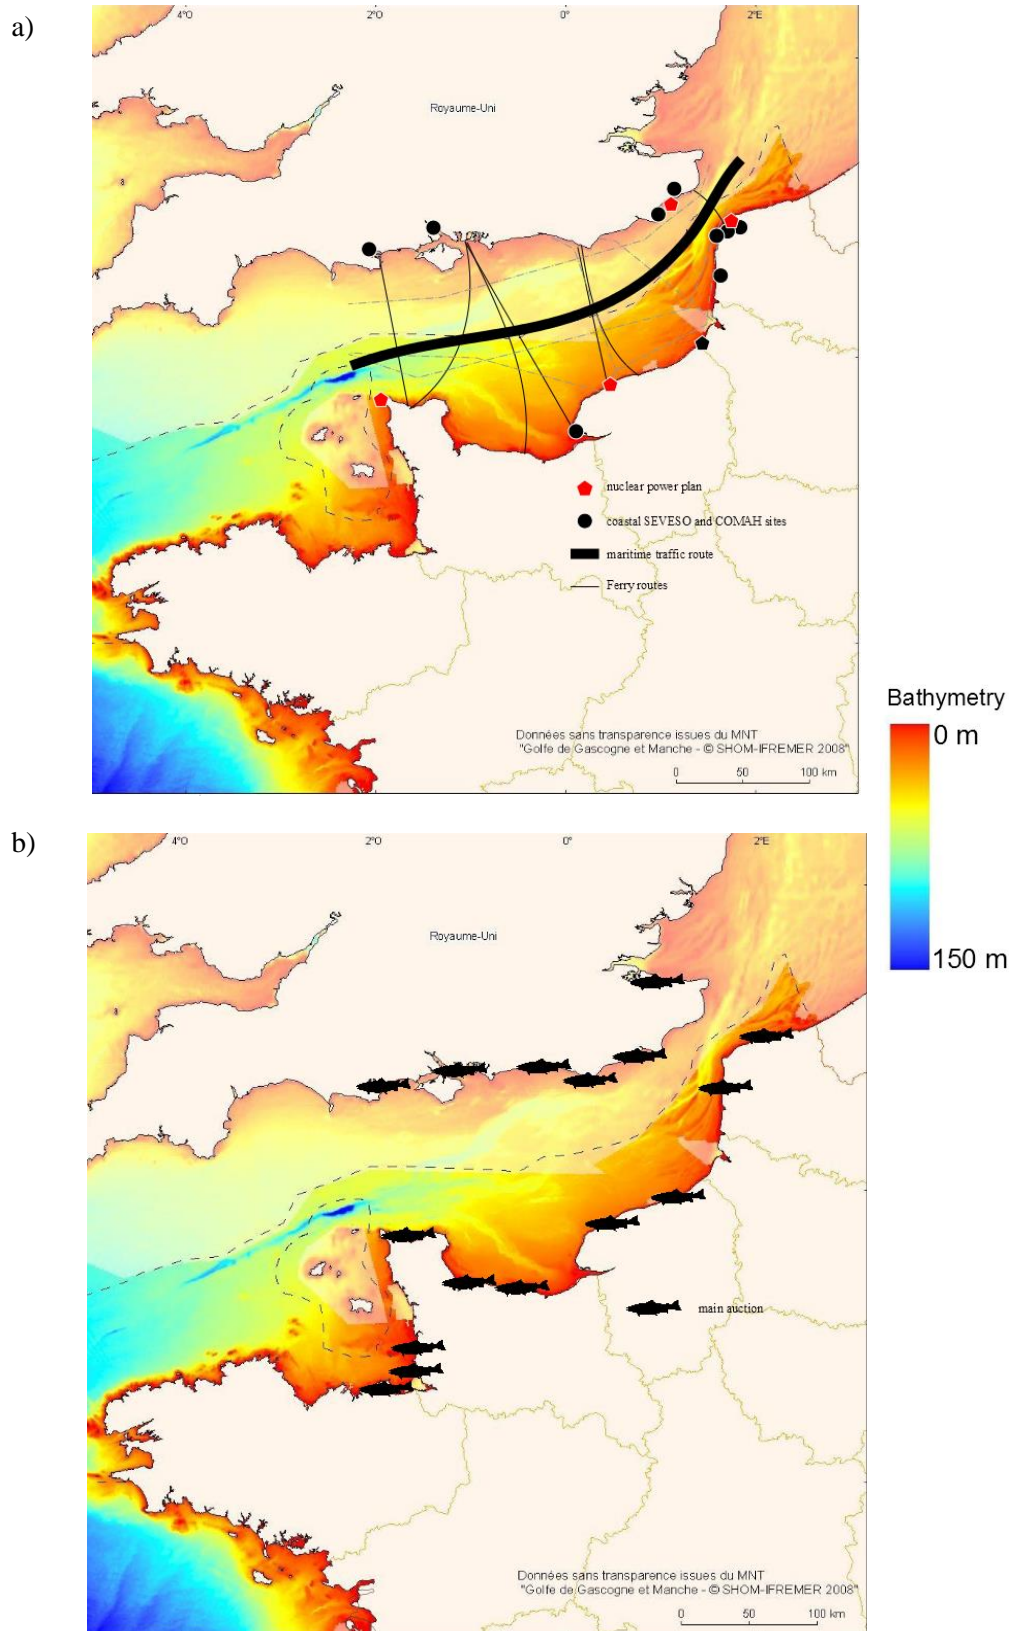 a)
4°O 2°O 0° 2°E
Royaume-Uni
nuclear power plan
coastal SEVESO and COMAH sites
maritime traffic route
Ferry routes
Données sans transparence issues du MNT
"Golfe de Gascogne et Manche - © SHOM-IFREMER 2008"
0 50 100 km
Bathymetry
0 m
150 m
b)
4°O 2°O 0° 2°E
Royaume-Uni
main auction
Données sans transparence issues du MNT
"Golfe de Gascogne et Manche - © SHOM-IFREMER 2008"
0 50 100 km